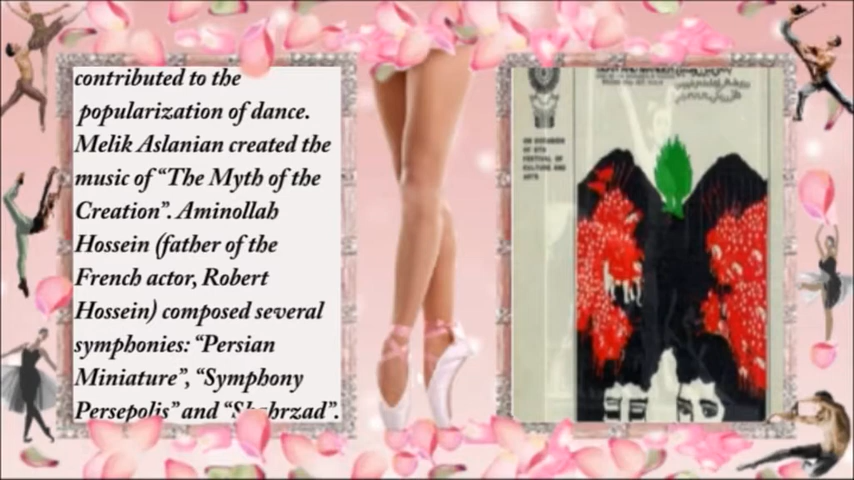 contributed to the
popularization of dance.
Melik Aslanian created the
music of “The Myth of the
Creation”. Aminollah
Hossein (father of the
French actor, Robert
Hossein) composed several
symphonies: “Persian
Miniature”, “Symphony
Persepolis” and “Shahrzad”.
FESTIVAL OF
CULTURE AND
ARTS